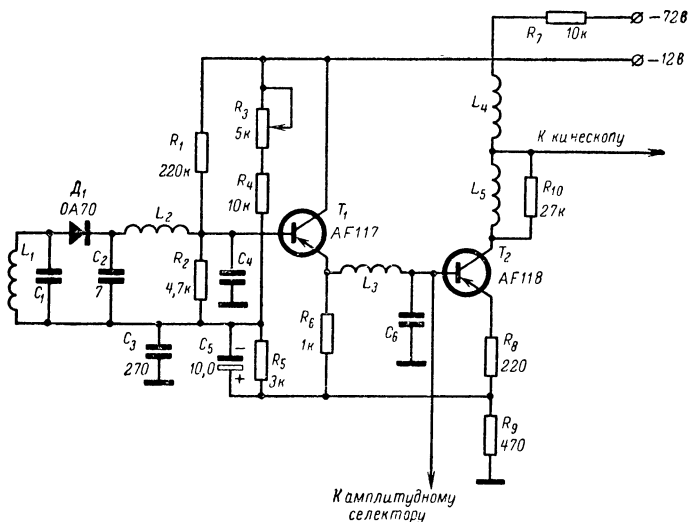 R7
10к
–72в
–12в
R3
5к
L4
К кинескопу
R1
220к
R4
10к
L5
R10
27к
Д1
ОА70
L2
T1
AF117
T2
AF118
L1
C1
C2
7
R2
4,7к
C4
L3
C6
R6
1к
C3
270
C5
10,0
–
+
R5
3к
R8
220
R9
470
К амплитудному
селектору